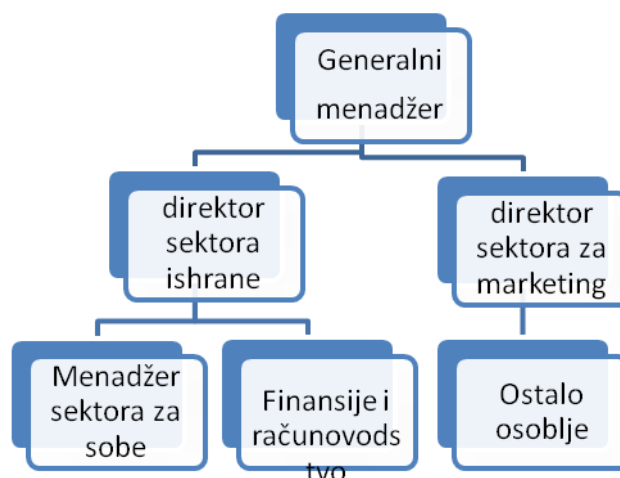 Generalni
menadžer
direktor
sektora
ishrane
direktor
sektora za
marketing
Menadžer
sektora za
sobe
Finansije i
računovods
tvo
Ostalo
osoblje